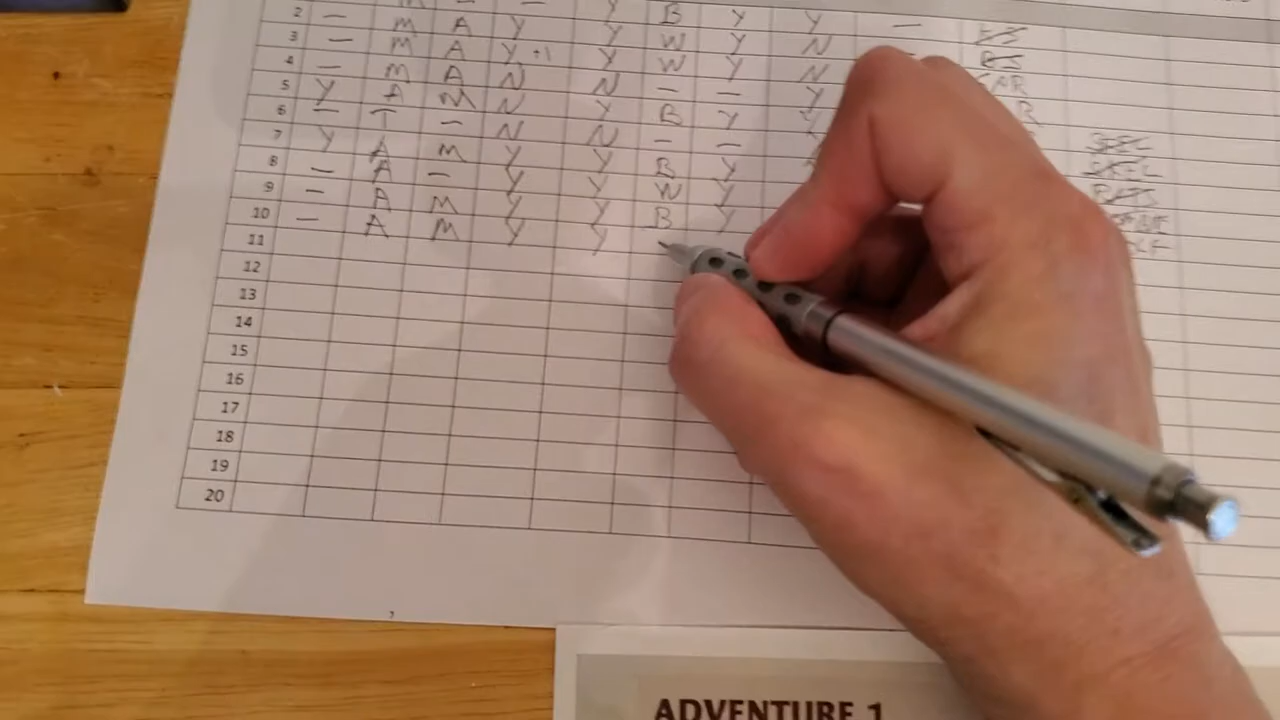 M — — Y B Y Y —
2 — M A Y Y W Y N
3 — M A Y+1 Y W Y N
4 — M A N N — — Y
5 Y A M N Y B Y
6 — T — N N — —
7 Y A M Y Y B Y
8 — A — Y Y W Y
9 — A M Y Y B Y
10 — A M Y Y
11
12
13
14
15
16
17
18
19
20
ADVENTURE 1